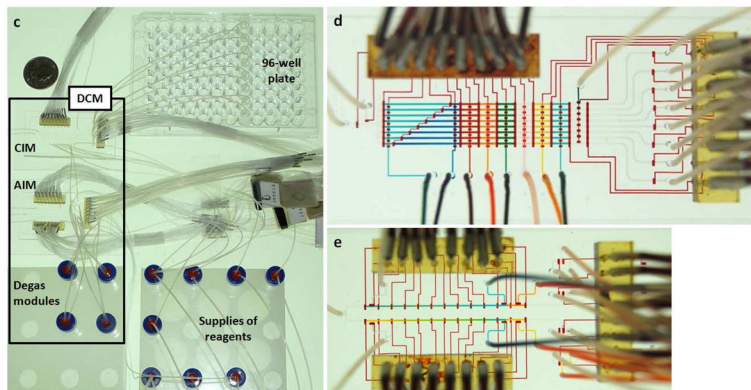 c
96-well
plate
DCM
CIM
AIM
Degas
modules
Supplies of
reagents
d
e